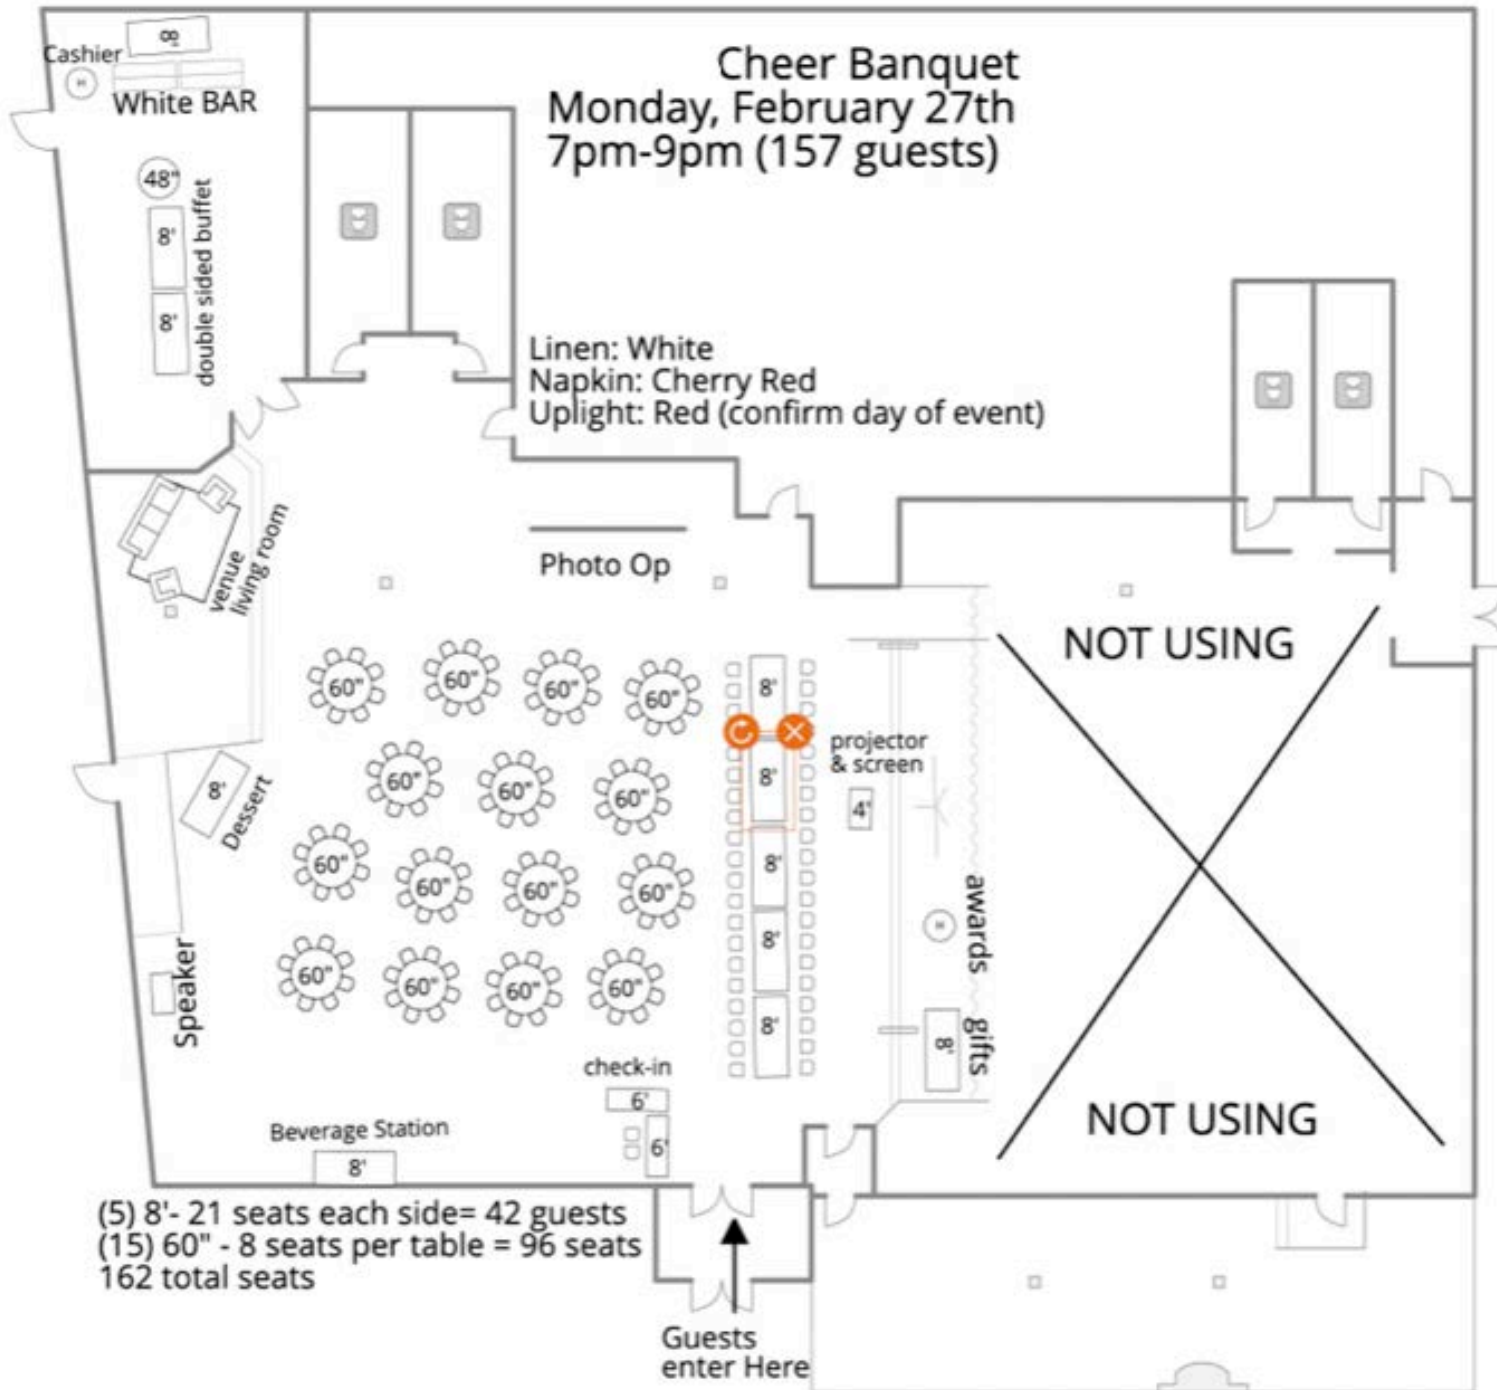 Cheer Banquet
Monday, February 27th
7pm-9pm (157 guests)
8'
Cashier
H
White BAR
48"
8'
8'
double sided buffet
Linen: White
Napkin: Cherry Red
Uplight: Red (confirm day of event)
venue
living room
Photo Op
NOT USING
60"
60"
60"
60"
8'
projector
& screen
60"
60"
60"
8'
4'
8'
Dessert
60"
60"
60"
60"
8'
awards
H
8'
60"
60"
60"
60"
8'
gifts
8'
Speaker
check-in
6'
6'
Beverage Station
8'
NOT USING
(5) 8'- 21 seats each side= 42 guests
(15) 60" - 8 seats per table = 96 seats
162 total seats
Guests
enter Here